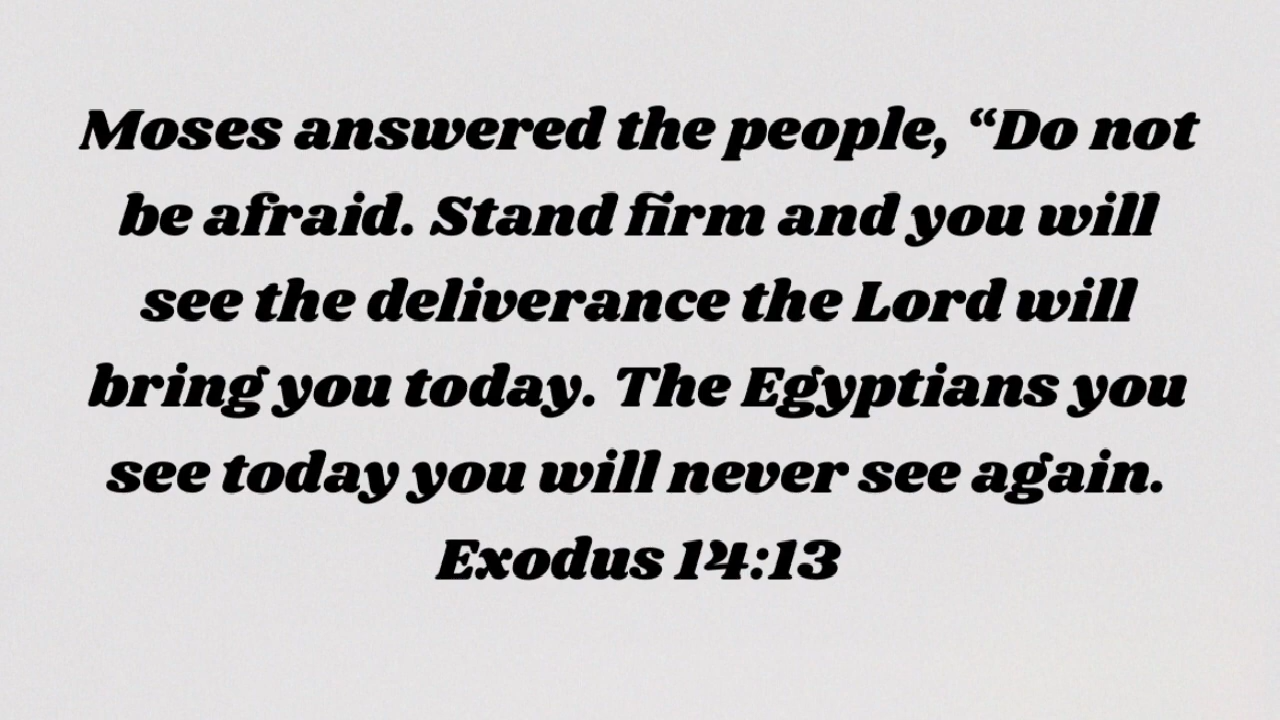 Moses answered the people, “Do not
be afraid. Stand firm and you will
see the deliverance the Lord will
bring you today. The Egyptians you
see today you will never see again.
Exodus 14:13